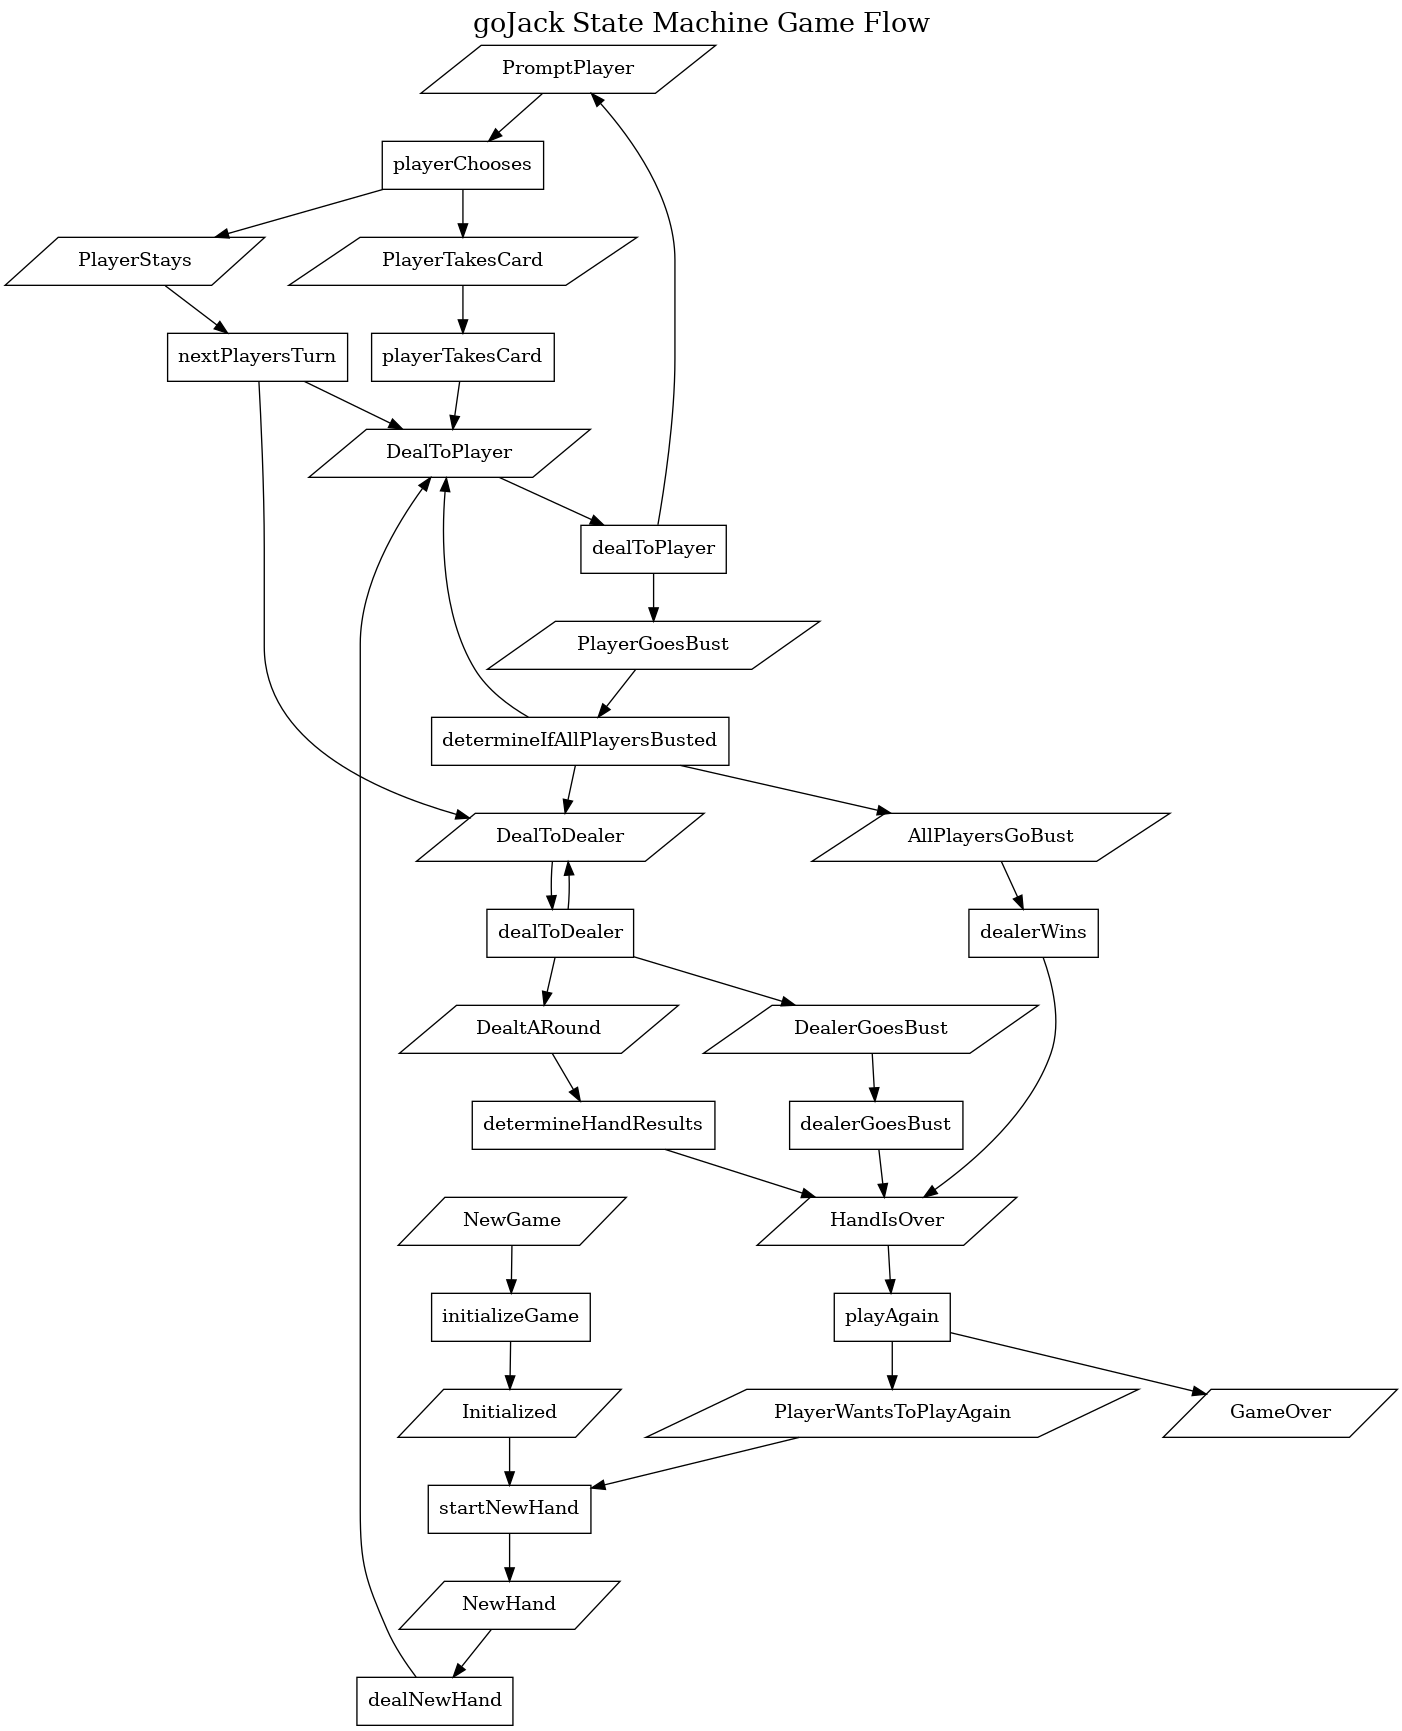 goJack State Machine Game Flow
PromptPlayer
playerChooses
PlayerStays
PlayerTakesCard
nextPlayersTurn
playerTakesCard
DealToPlayer
dealToPlayer
PlayerGoesBust
determineIfAllPlayersBusted
DealToDealer
AllPlayersGoBust
dealToDealer
dealerWins
DealtARound
DealerGoesBust
determineHandResults
dealerGoesBust
NewGame
HandIsOver
initializeGame
playAgain
Initialized
PlayerWantsToPlayAgain
GameOver
startNewHand
NewHand
dealNewHand